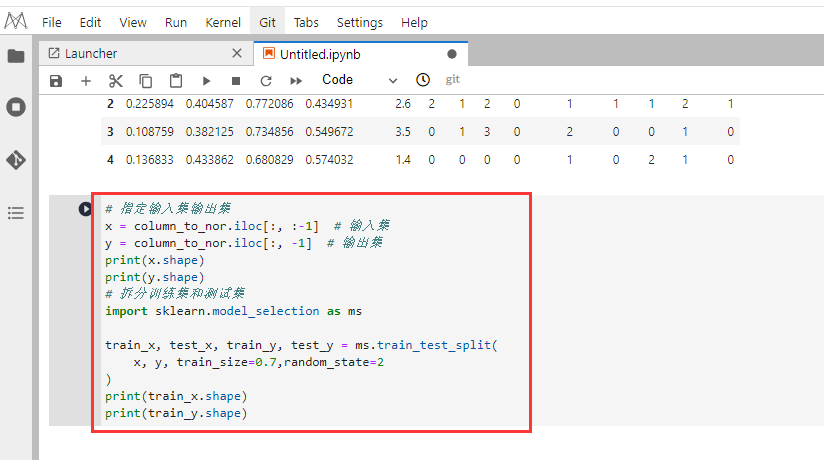 File Edit View Run Kernel Git Tabs Settings Help
Launcher × Untitled.ipynb
Code git
2 0.225894 0.404587 0.772086 0.434931 2.6 2 1 2 0 1 1 1 2 1
3 0.108759 0.382125 0.734856 0.549672 3.5 0 1 3 0 2 0 0 1 0
4 0.136833 0.433862 0.680829 0.574032 1.4 0 0 0 0 1 0 2 1 0
# 指定输入集输出集
x = column_to_nor.iloc[:, :-1]  # 输入集
y = column_to_nor.iloc[:, -1]  # 输出集
print(x.shape)
print(y.shape)
# 拆分训练集和测试集
import sklearn.model_selection as ms
train_x, test_x, train_y, test_y = ms.train_test_split(
    x, y, train_size=0.7,random_state=2
)
print(train_x.shape)
print(train_y.shape)